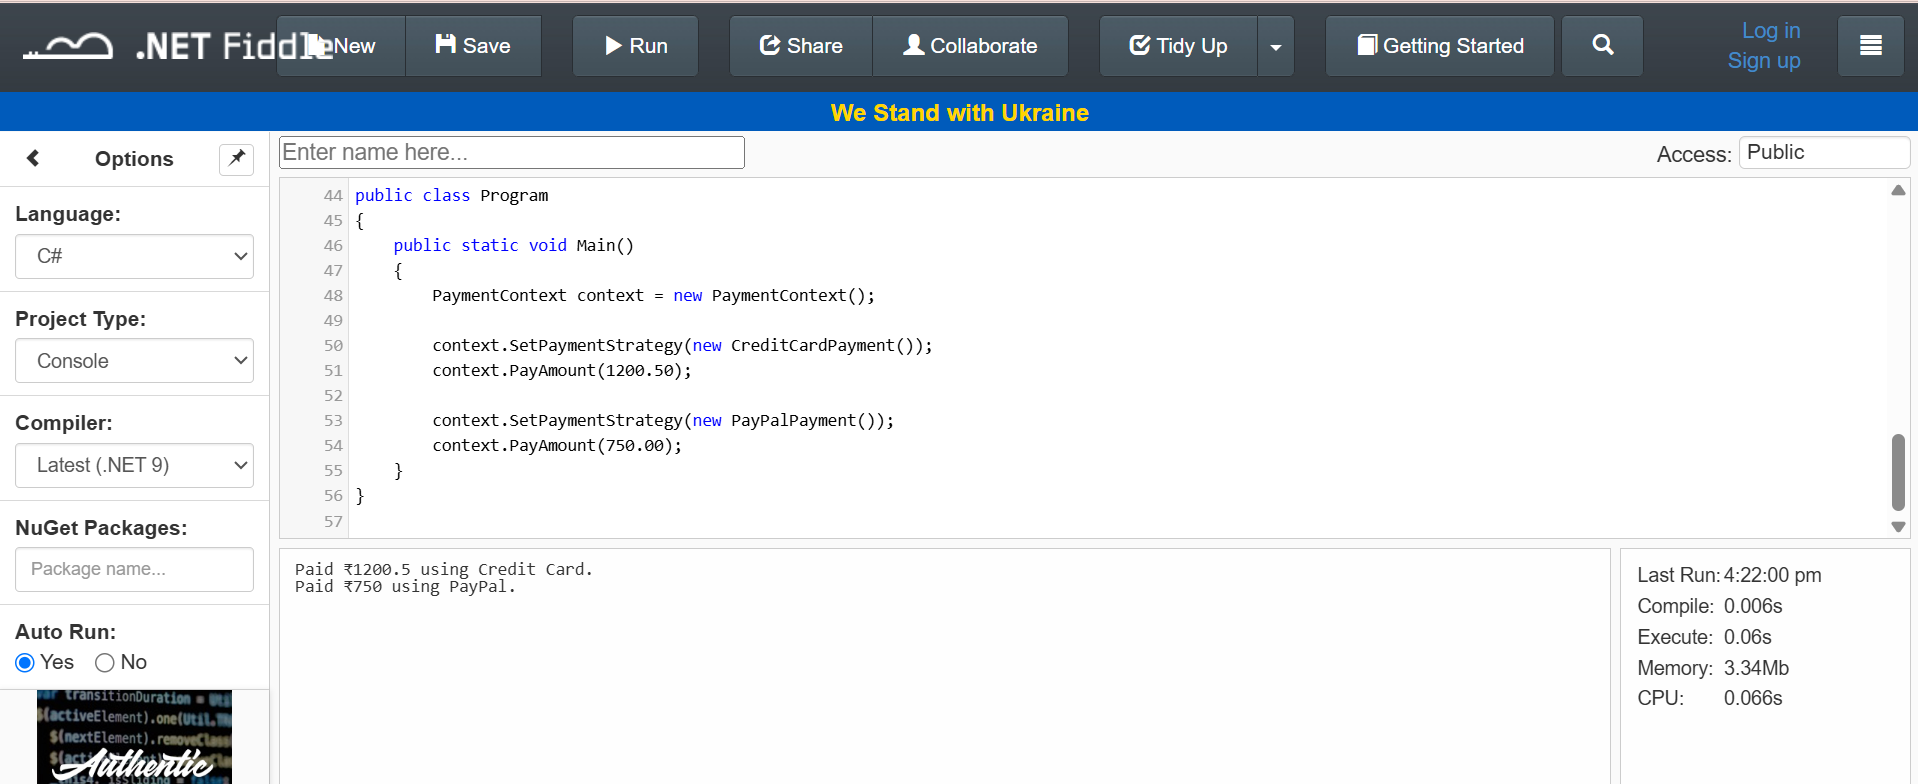 .NET Fiddle
New
Save
Run
Share
Collaborate
Tidy Up
Getting Started
Log in
Sign up
We Stand with Ukraine
Options
Enter name here...
Access: Public
Language:
C#
Project Type:
Console
Compiler:
Latest (.NET 9)
NuGet Packages:
Package name...
Auto Run:
Yes No
44 public class Program
45 {
46 public static void Main()
47 {
48 PaymentContext context = new PaymentContext();
49
50 context.SetPaymentStrategy(new CreditCardPayment());
51 context.PayAmount(1200.50);
52
53 context.SetPaymentStrategy(new PayPalPayment());
54 context.PayAmount(750.00);
55 }
56 }
57
Paid ₹1200.5 using Credit Card.
Paid ₹750 using PayPal.
Last Run: 4:22:00 pm
Compile: 0.006s
Execute: 0.06s
Memory: 3.34Mb
CPU: 0.066s
transitionDuration =
$(activeElement).one(Util.
$(nextElement).removeClass
Authentic